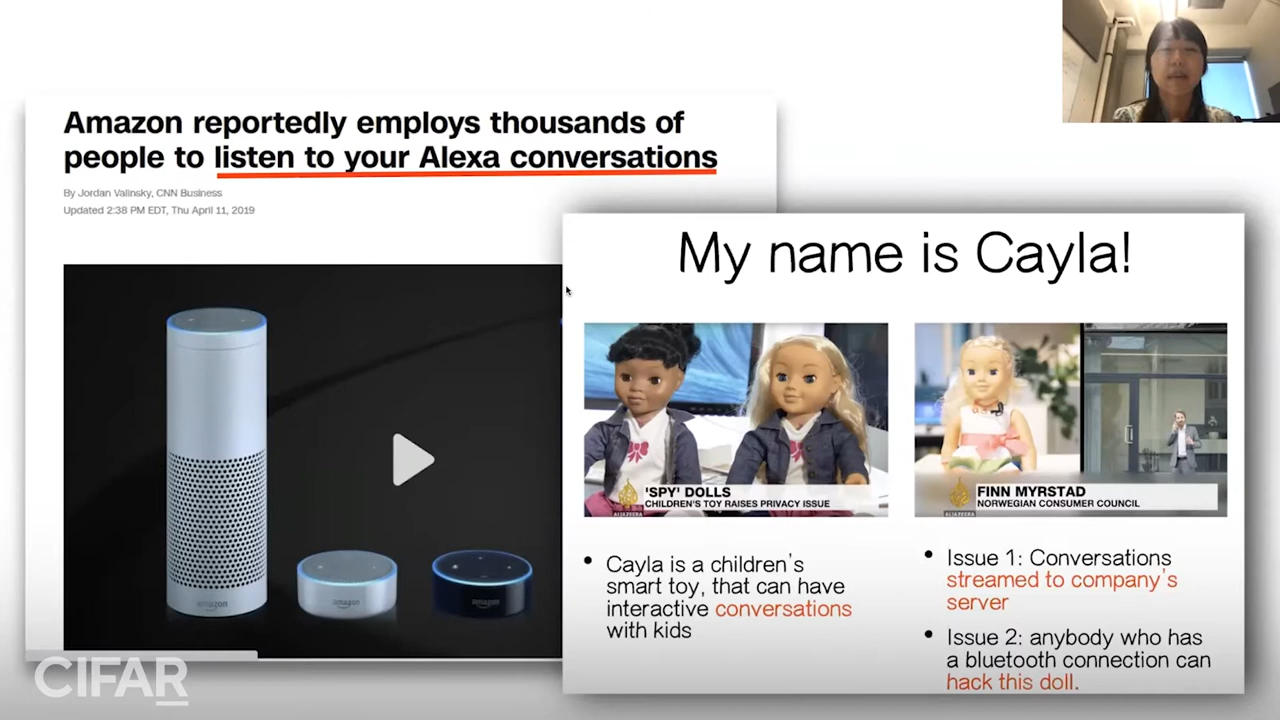 Amazon reportedly employs thousands of
people to listen to your Alexa conversations
By Jordan Valinsky, CNN Business
Updated 2:38 PM EDT, Thu April 11, 2019
amazon
amazon
amazon
My name is Cayla!
'SPY' DOLLS
CHILDREN'S TOY RAISES PRIVACY ISSUE
ALJAZEERA
FINN MYRSTAD
NORWEGIAN CONSUMER COUNCIL
ALJAZEERA
• Cayla is a children's
smart toy, that can have
interactive conversations
with kids
• Issue 1: Conversations
streamed to company's
server
• Issue 2: anybody who has
a bluetooth connection can
hack this doll.
CIFAR